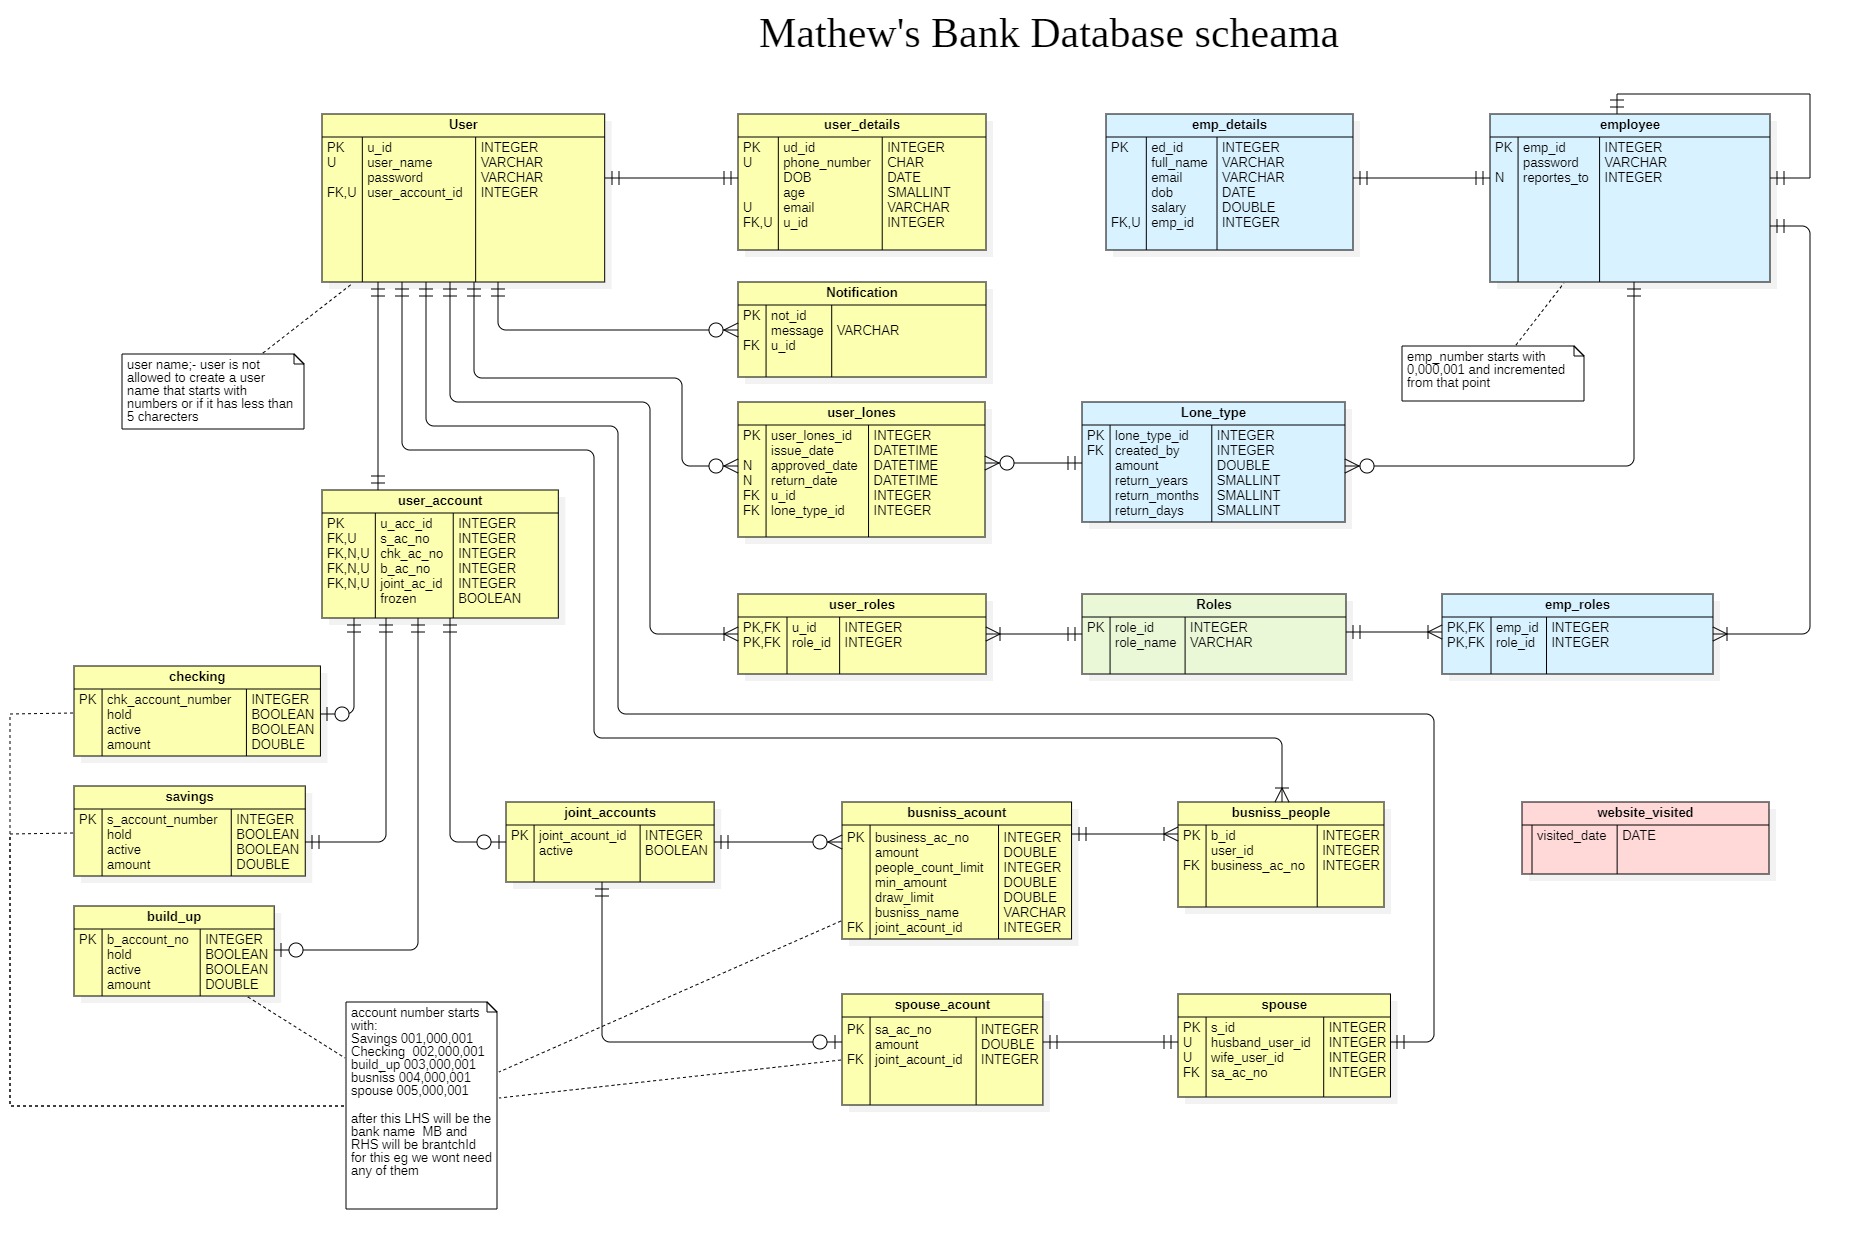 Mathew's Bank Database scheama
User
PK u_id INTEGER
U user_name VARCHAR
password VARCHAR
FK,U user_account_id INTEGER
user_details
PK ud_id INTEGER
U phone_number CHAR
DOB DATE
age SMALLINT
U email VARCHAR
FK,U u_id INTEGER
emp_details
PK ed_id INTEGER
full_name VARCHAR
email VARCHAR
dob DATE
salary DOUBLE
FK,U emp_id INTEGER
employee
PK emp_id INTEGER
password VARCHAR
N reportes_to INTEGER
Notification
PK not_id
message VARCHAR
FK u_id
user name;- user is not
allowed to create a user
name that starts with
numbers or if it has less than
5 charecters
emp_number starts with
0,000,001 and incremented
from that point
user_lones
PK user_lones_id INTEGER
issue_date DATETIME
N approved_date DATETIME
N return_date DATETIME
FK u_id INTEGER
FK lone_type_id INTEGER
Lone_type
PK lone_type_id INTEGER
FK created_by INTEGER
amount DOUBLE
return_years SMALLINT
return_months SMALLINT
return_days SMALLINT
user_account
PK u_acc_id INTEGER
FK,U s_ac_no INTEGER
FK,N,U chk_ac_no INTEGER
FK,N,U b_ac_no INTEGER
FK,N,U joint_ac_id INTEGER
frozen BOOLEAN
user_roles
PK,FK u_id INTEGER
PK,FK role_id INTEGER
Roles
PK role_id INTEGER
role_name VARCHAR
emp_roles
PK,FK emp_id INTEGER
PK,FK role_id INTEGER
checking
PK chk_account_number INTEGER
hold BOOLEAN
active BOOLEAN
amount DOUBLE
savings
PK s_account_number INTEGER
hold BOOLEAN
active BOOLEAN
amount DOUBLE
joint_accounts
PK joint_acount_id INTEGER
active BOOLEAN
busniss_acount
PK business_ac_no INTEGER
amount DOUBLE
people_count_limit INTEGER
min_amount DOUBLE
draw_limit DOUBLE
busniss_name VARCHAR
FK joint_acount_id INTEGER
busniss_people
PK b_id INTEGER
user_id INTEGER
FK business_ac_no INTEGER
website_visited
visited_date DATE
build_up
PK b_account_no INTEGER
hold BOOLEAN
active BOOLEAN
amount DOUBLE
account number starts
with:
Savings 001,000,001
Checking 002,000,001
build_up 003,000,001
busniss 004,000,001
spouse 005,000,001
after this LHS will be the
bank name MB and
RHS will be brantchId
for this eg we wont need
any of them
spouse_acount
PK sa_ac_no INTEGER
amount DOUBLE
FK joint_acount_id INTEGER
spouse
PK s_id INTEGER
U husband_user_id INTEGER
U wife_user_id INTEGER
FK sa_ac_no INTEGER